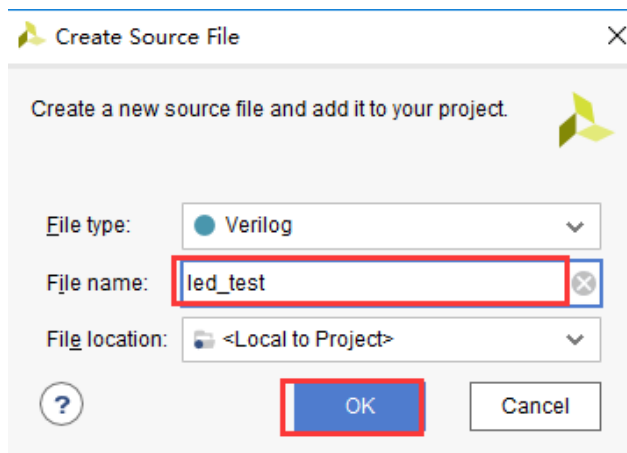 Create Source File
Create a new source file and add it to your project.
File type: Verilog
File name: led_test
File location: <Local to Project>
? OK Cancel